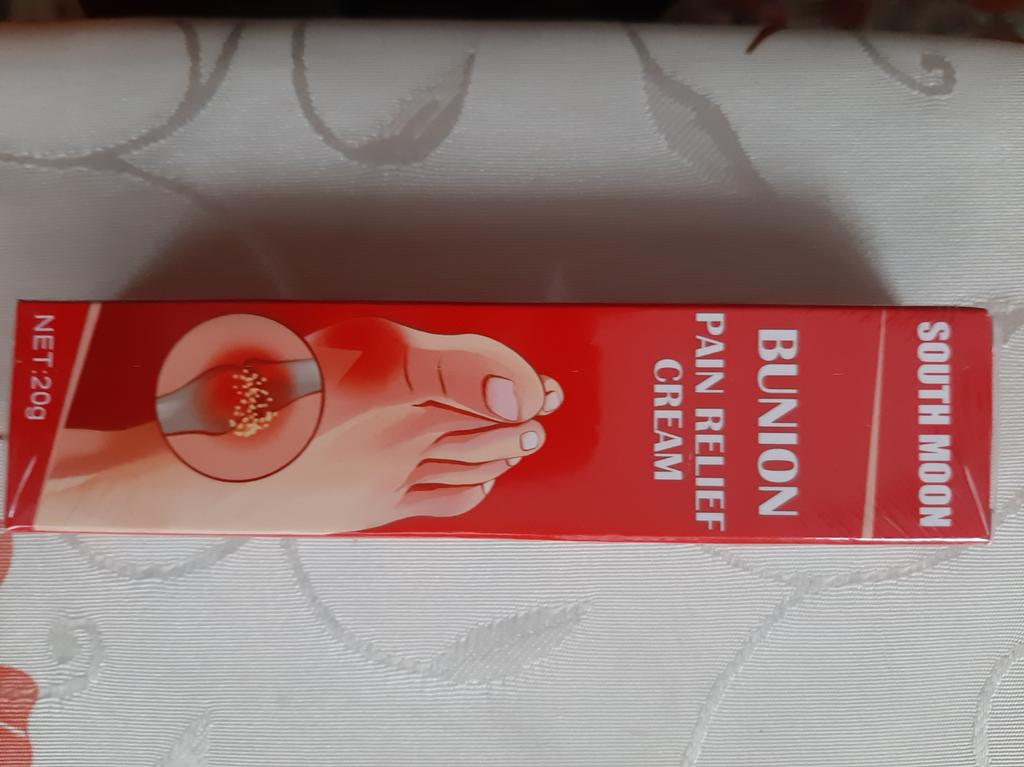 SOUTH MOON
BUNION
PAIN RELIEF
CREAM
NET:20g